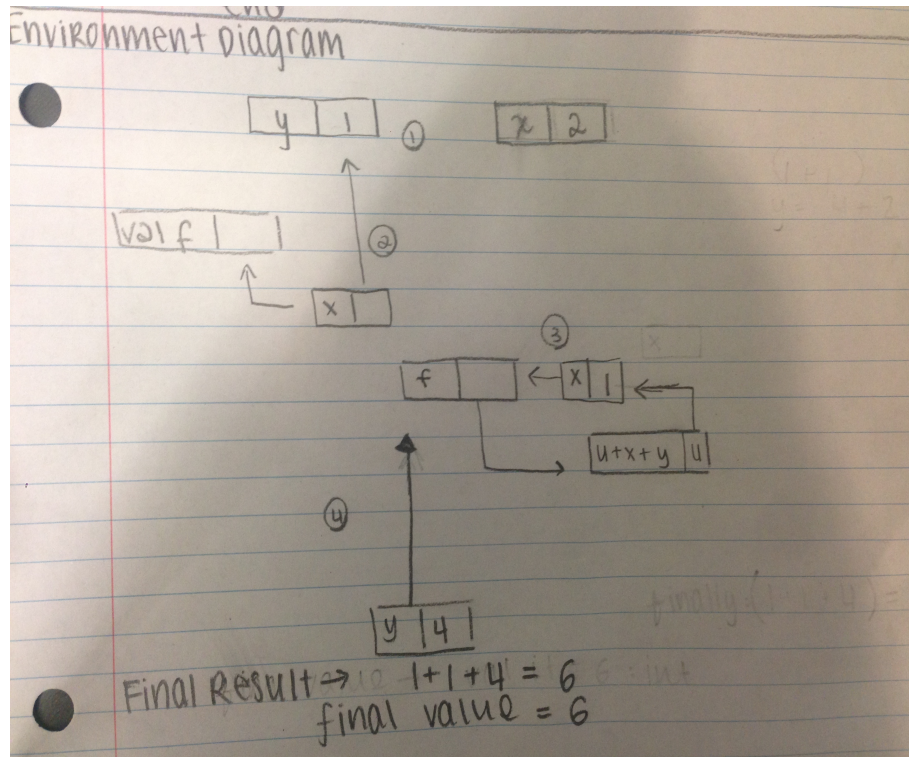 Environment Diagram
y 1 ① x 2
val f ②
x
③
f x 1
u+x+y u
④
y 4
Final Result → 1+1+4 = 6
final value = 6